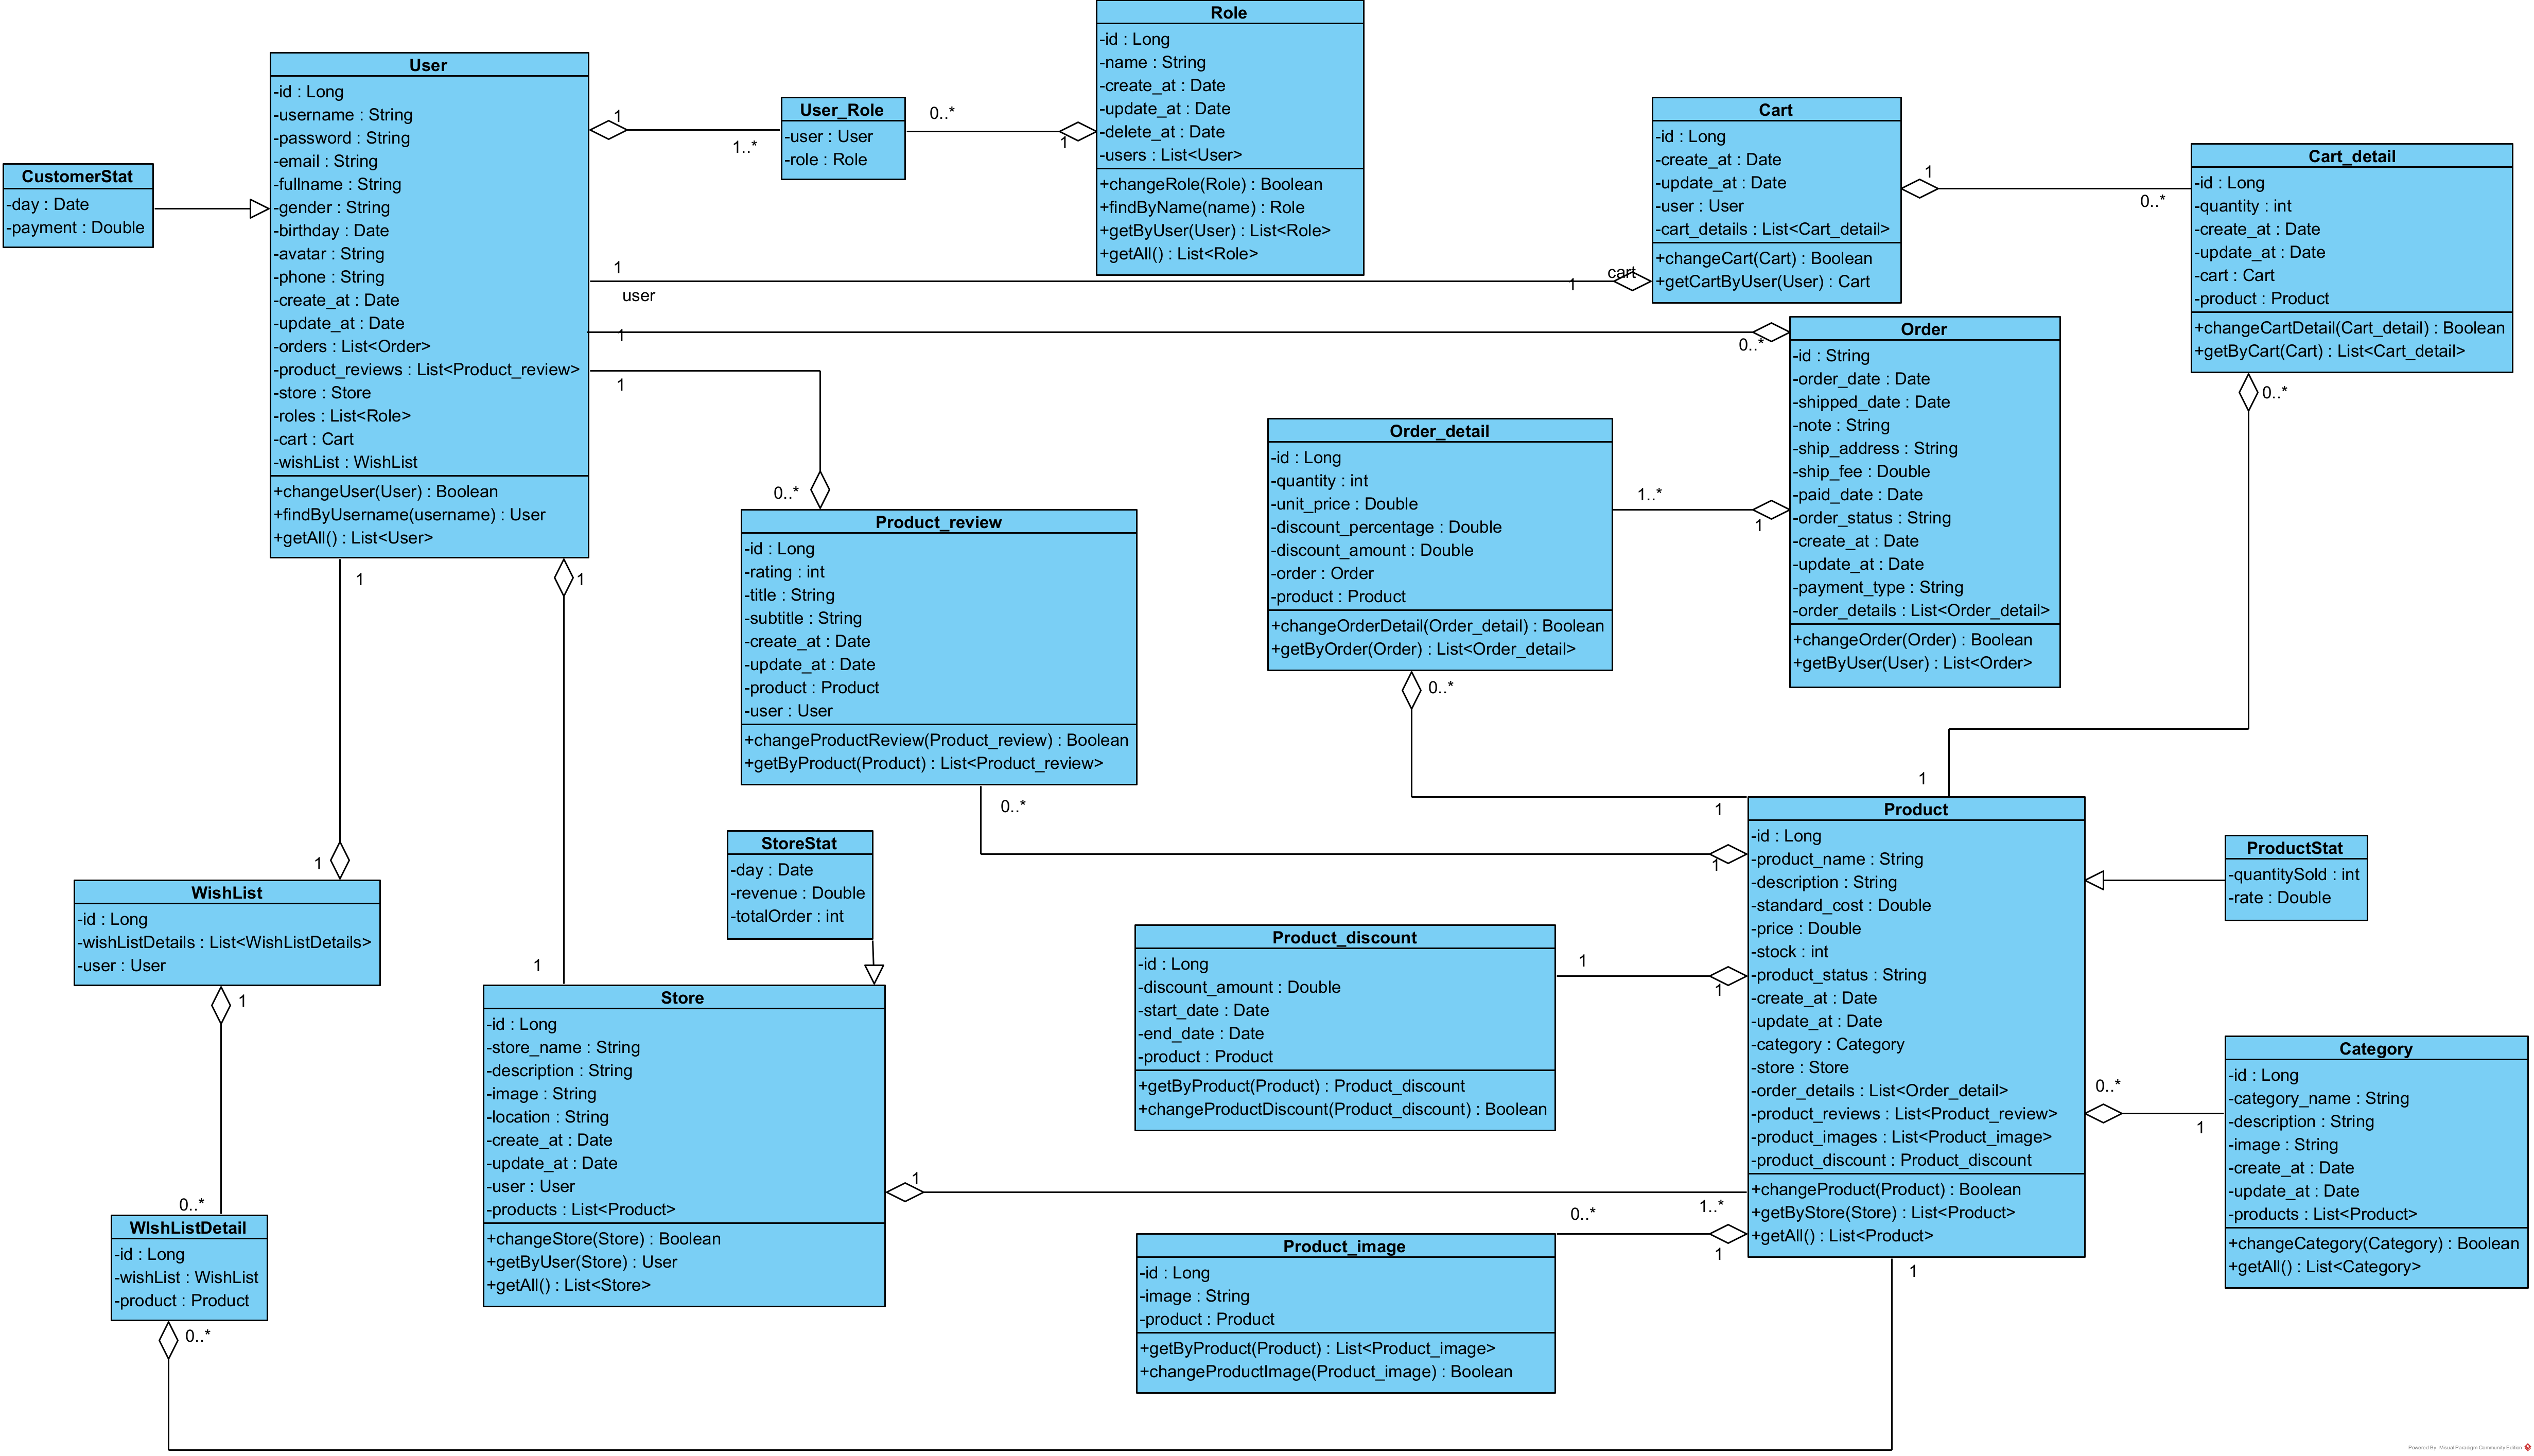 Role
-id : Long
-name : String
-create_at : Date
-update_at : Date
-delete_at : Date
-users : List<User>
+changeRole(Role) : Boolean
+findByName(name) : Role
+getByUser(User) : List<Role>
+getAll() : List<Role>
User
-id : Long
-username : String
-password : String
-email : String
-fullname : String
-gender : String
-birthday : Date
-avatar : String
-phone : String
-create_at : Date
-update_at : Date
-orders : List<Order>
-product_reviews : List<Product_review>
-store : Store
-roles : List<Role>
-cart : Cart
-wishList : WishList
+changeUser(User) : Boolean
+findByUsername(username) : User
+getAll() : List<User>
1
1..*
User_Role
-user : User
-role : Role
0..*
1
Cart
-id : Long
-create_at : Date
-update_at : Date
-user : User
-cart_details : List<Cart_detail>
+changeCart(Cart) : Boolean
+getCartByUser(User) : Cart
1
0..*
Cart_detail
-id : Long
-quantity : int
-create_at : Date
-update_at : Date
-cart : Cart
-product : Product
+changeCartDetail(Cart_detail) : Boolean
+getByCart(Cart) : List<Cart_detail>
0..*
CustomerStat
-day : Date
-payment : Double
1
user
cart
1
1
0..*
1
0..*
Order
-id : String
-order_date : Date
-shipped_date : Date
-note : String
-ship_address : String
-ship_fee : Double
-paid_date : Date
-order_status : String
-create_at : Date
-update_at : Date
-payment_type : String
-order_details : List<Order_detail>
+changeOrder(Order) : Boolean
+getByUser(User) : List<Order>
Order_detail
-id : Long
-quantity : int
-unit_price : Double
-discount_percentage : Double
-discount_amount : Double
-order : Order
-product : Product
+changeOrderDetail(Order_detail) : Boolean
+getByOrder(Order) : List<Order_detail>
1..*
1
0..*
Product_review
-id : Long
-rating : int
-title : String
-subtitle : String
-create_at : Date
-update_at : Date
-product : Product
-user : User
+changeProductReview(Product_review) : Boolean
+getByProduct(Product) : List<Product_review>
0..*
1
1
1
1
1
1
1
StoreStat
-day : Date
-revenue : Double
-totalOrder : int
Product
-id : Long
-product_name : String
-description : String
-standard_cost : Double
-price : Double
-stock : int
-product_status : String
-create_at : Date
-update_at : Date
-category : Category
-store : Store
-order_details : List<Order_detail>
-product_reviews : List<Product_review>
-product_images : List<Product_image>
-product_discount : Product_discount
+changeProduct(Product) : Boolean
+getByStore(Store) : List<Product>
+getAll() : List<Product>
ProductStat
-quantitySold : int
-rate : Double
WishList
-id : Long
-wishListDetails : List<WishListDetails>
-user : User
1
0..*
Product_discount
-id : Long
-discount_amount : Double
-start_date : Date
-end_date : Date
-product : Product
+getByProduct(Product) : Product_discount
+changeProductDiscount(Product_discount) : Boolean
1
1
Store
-id : Long
-store_name : String
-description : String
-image : String
-location : String
-create_at : Date
-update_at : Date
-user : User
-products : List<Product>
+changeStore(Store) : Boolean
+getByUser(Store) : User
+getAll() : List<Store>
1
1..*
Category
-id : Long
-category_name : String
-description : String
-image : String
-create_at : Date
-update_at : Date
-products : List<Product>
+changeCategory(Category) : Boolean
+getAll() : List<Category>
0..*
1
WIshListDetail
-id : Long
-wishList : WishList
-product : Product
0..*
Product_image
-id : Long
-image : String
-product : Product
+getByProduct(Product) : List<Product_image>
+changeProductImage(Product_image) : Boolean
0..*
1
1
Powered By  Visual Paradigm Community Edition